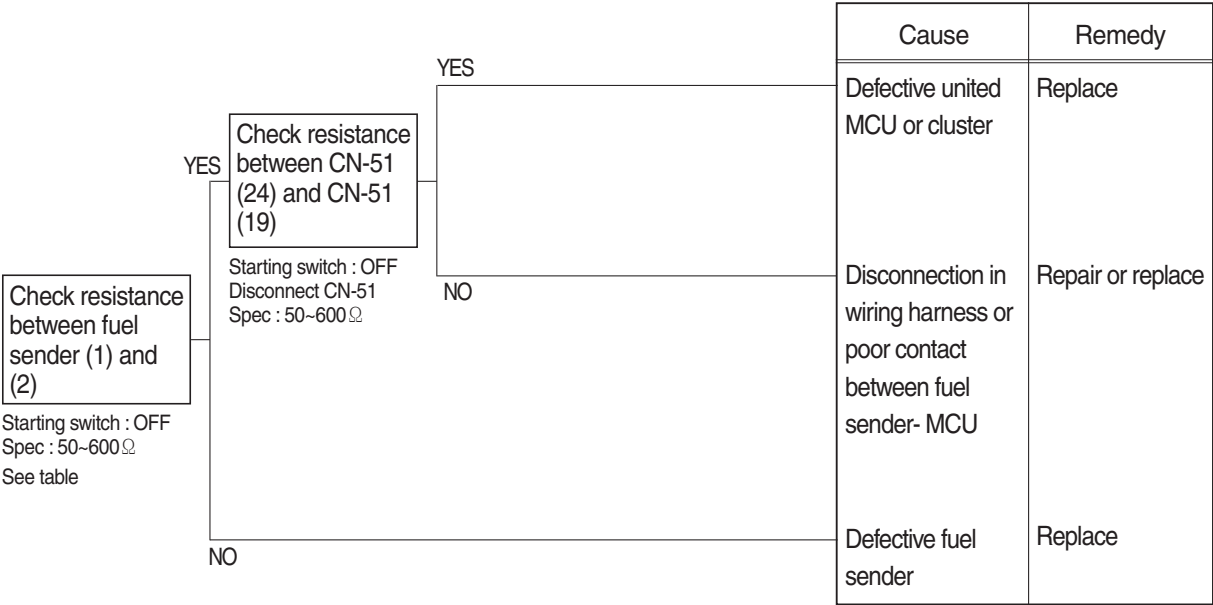 Check resistance
between fuel
sender (1) and
(2)
Starting switch : OFF
Spec : 50~600Ω
See table
YES
NO
Check resistance
between CN-51
(24) and CN-51
(19)
Starting switch : OFF
Disconnect CN-51
Spec : 50~600Ω
YES
NO
Cause
Remedy
Defective united
MCU or cluster
Replace
Disconnection in
wiring harness or
poor contact
between fuel
sender- MCU
Repair or replace
Defective fuel
sender
Replace